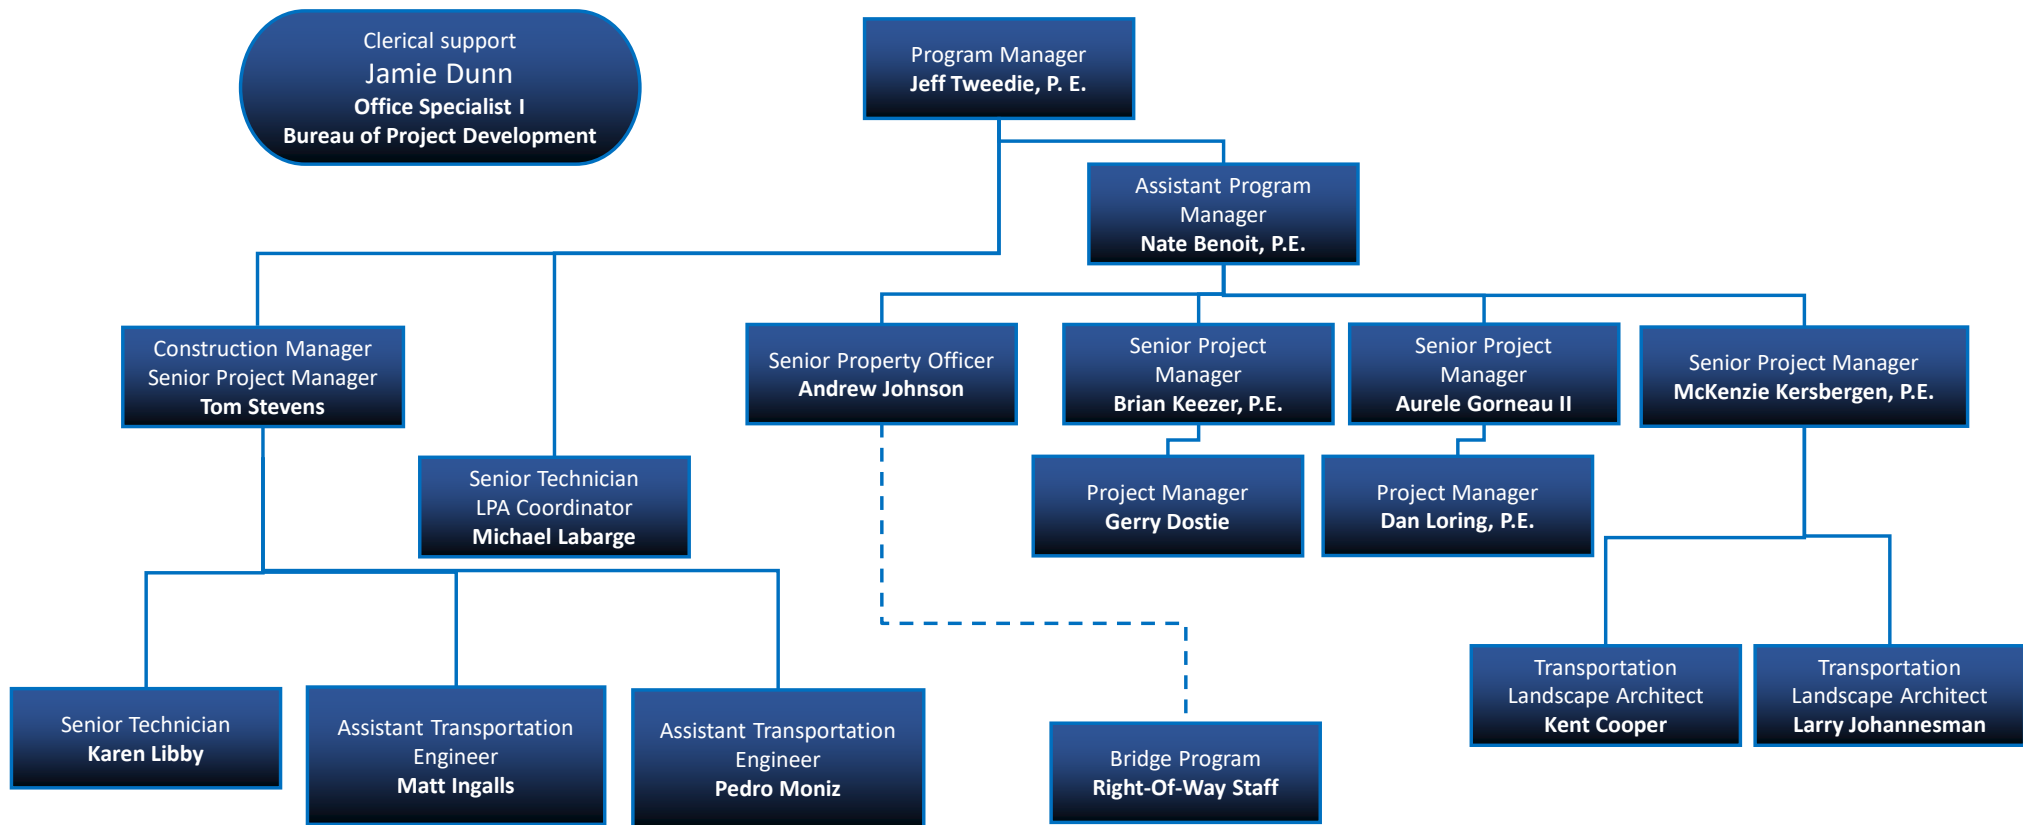 Clerical support
Jamie Dunn
Office Specialist I
Bureau of Project Development
Program Manager
Jeff Tweedie, P. E.
Assistant Program
Manager
Nate Benoit, P.E.
Construction Manager
Senior Project Manager
Tom Stevens
Senior Property Officer
Andrew Johnson
Senior Project
Manager
Brian Keezer, P.E.
Senior Project
Manager
Aurele Gorneau II
Senior Project Manager
McKenzie Kersbergen, P.E.
Senior Technician
LPA Coordinator
Michael Labarge
Project Manager
Gerry Dostie
Project Manager
Dan Loring, P.E.
Senior Technician
Karen Libby
Assistant Transportation
Engineer
Matt Ingalls
Assistant Transportation
Engineer
Pedro Moniz
Bridge Program
Right-Of-Way Staff
Transportation
Landscape Architect
Kent Cooper
Transportation
Landscape Architect
Larry Johannesman